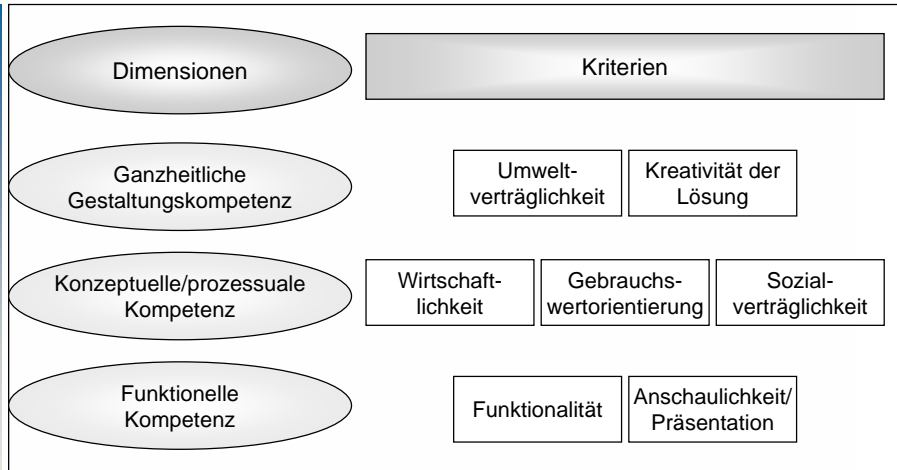 Dimensionen
Kriterien
Ganzheitliche
Gestaltungskompetenz
Umwelt-
verträglichkeit
Kreativität der
Lösung
Konzeptuelle/prozessuale
Kompetenz
Wirtschaft-
lichkeit
Gebrauchs-
wertorientierung
Sozial-
verträglichkeit
Funktionelle
Kompetenz
Funktionalität
Anschaulichkeit/
Präsentation